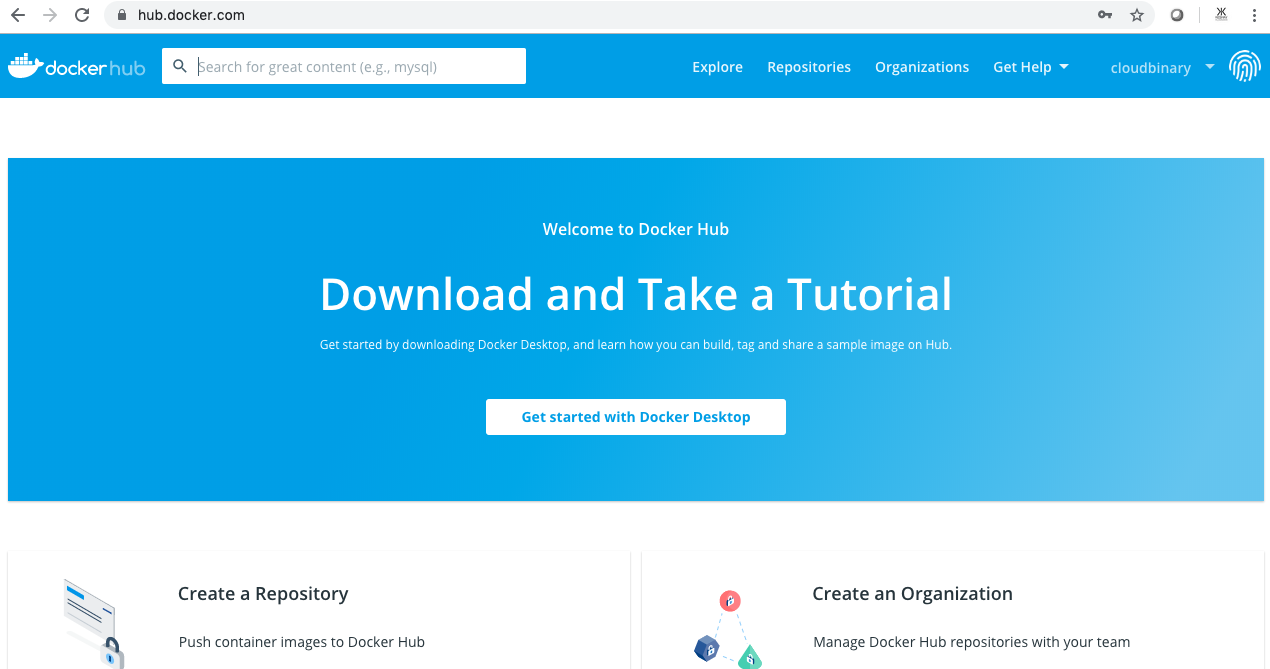 hub.docker.com
dockerhub
Search for great content (e.g., mysql)
Explore
Repositories
Organizations
Get Help
cloudbinary
Welcome to Docker Hub
Download and Take a Tutorial
Get started by downloading Docker Desktop, and learn how you can build, tag and share a sample image on Hub.
Get started with Docker Desktop
Create a Repository
Push container images to Docker Hub
Create an Organization
Manage Docker Hub repositories with your team